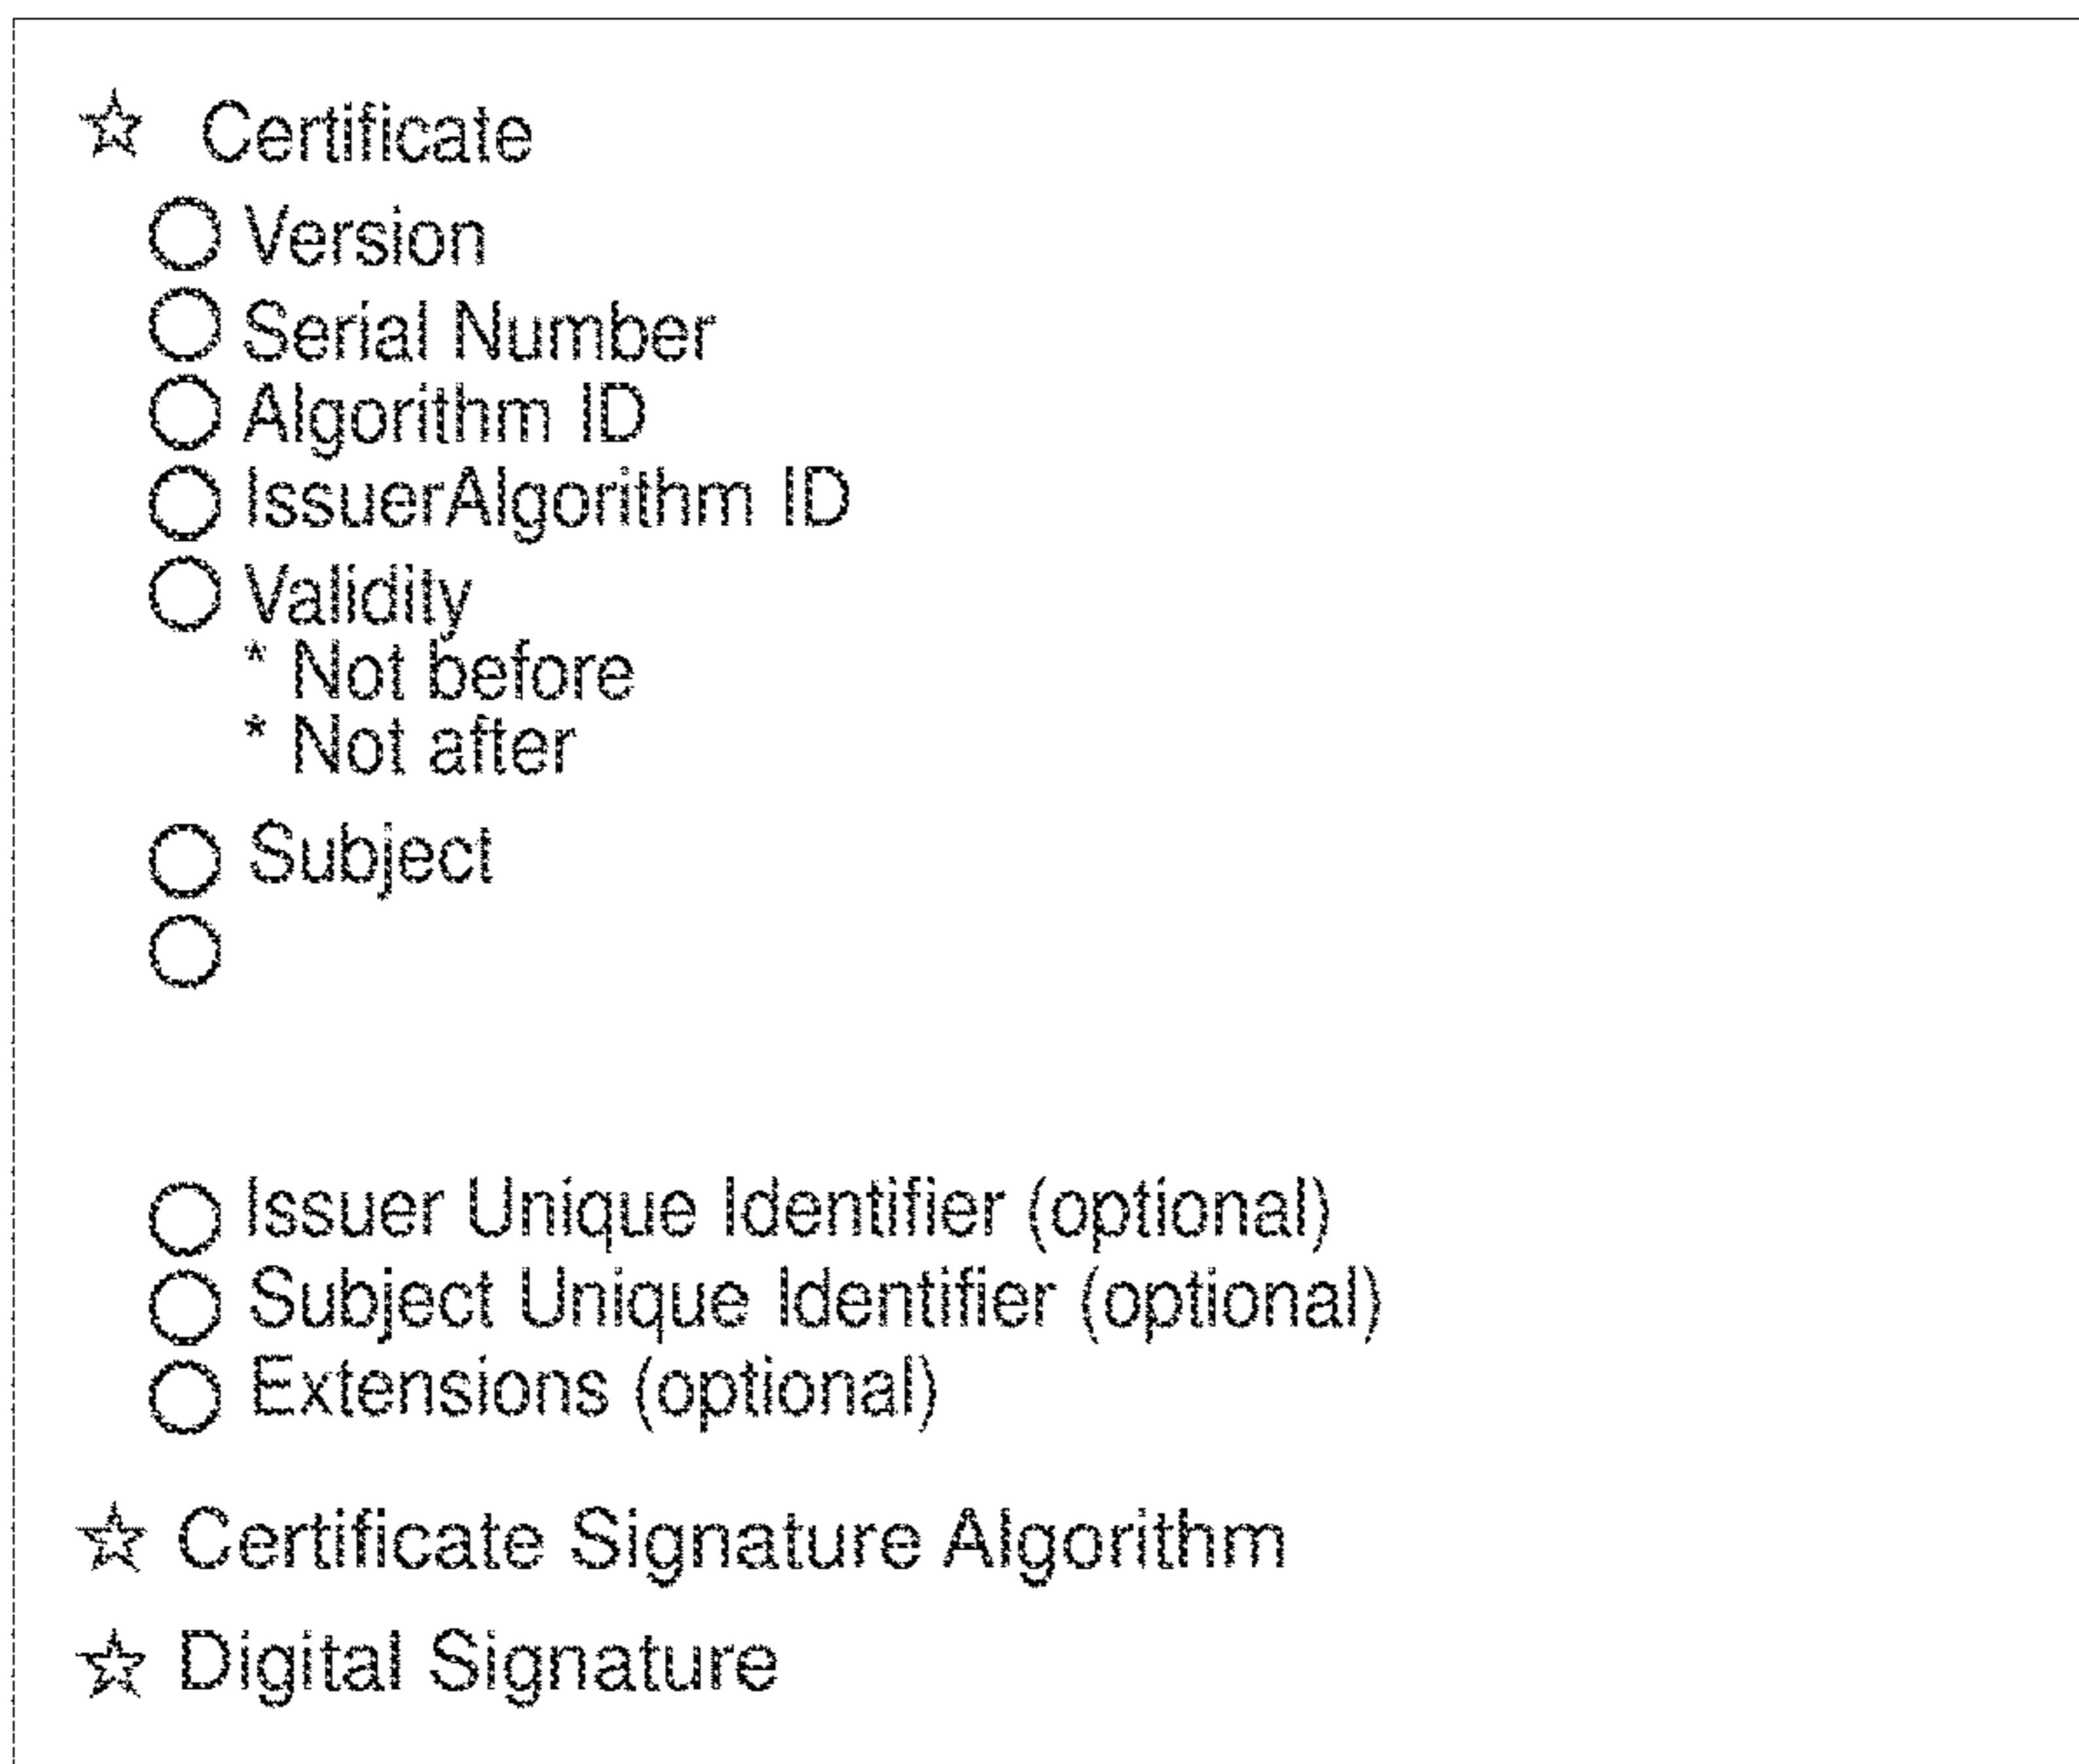 ☆ Certificate
○ Version
○ Serial Number
○ Algorithm ID
○ IssuerAlgorithm ID
○ Validity
* Not before
* Not after
○ Subject
○
○ Issuer Unique Identifier (optional)
○ Subject Unique Identifier (optional)
○ Extensions (optional)
☆ Certificate Signature Algorithm
☆ Digital Signature